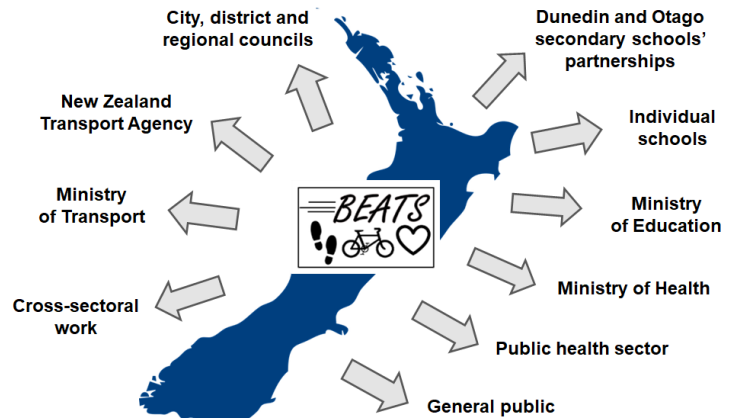 City, district and
regional councils
Dunedin and Otago
secondary schools’
partnerships
New Zealand
Transport Agency
Individual
schools
Ministry
of Transport
BEATS
Ministry
of Education
Cross-sectoral
work
Ministry of Health
Public health sector
General public